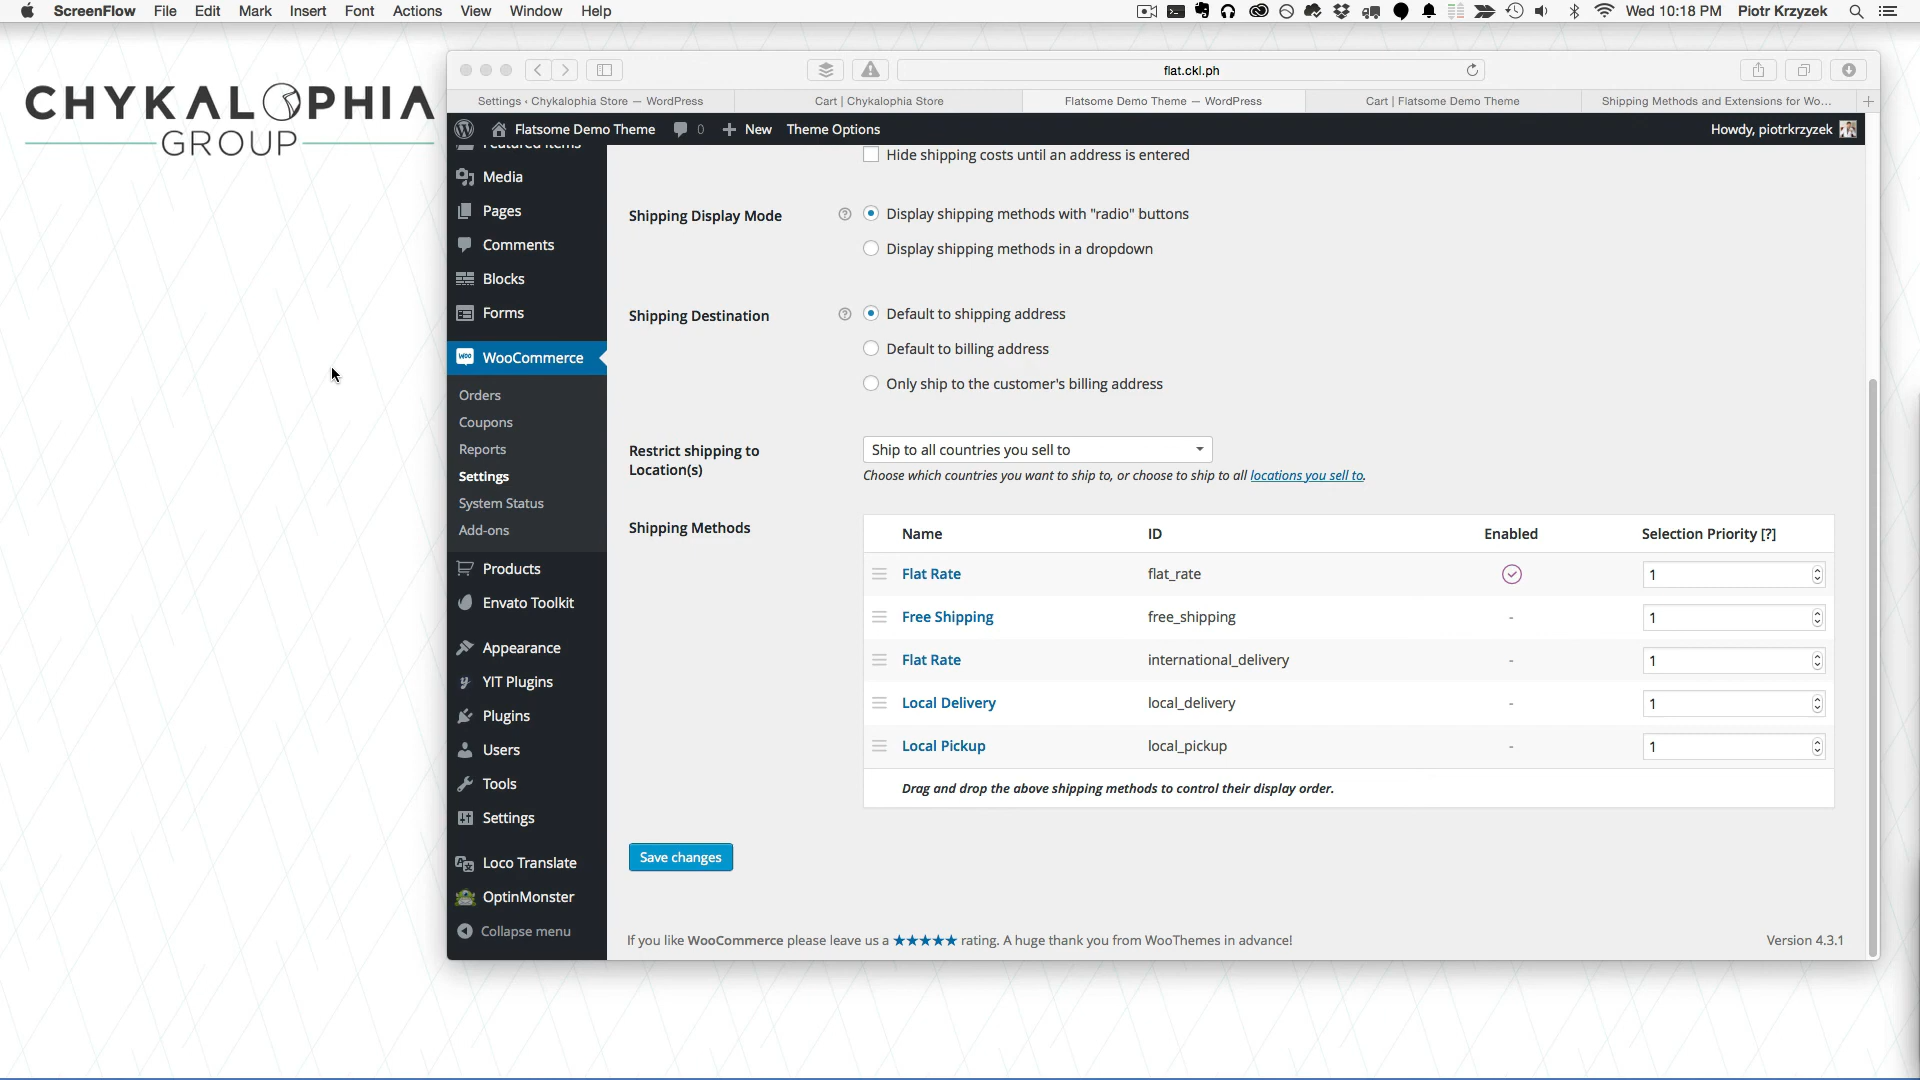 ScreenFlow File Edit Mark Insert Font Actions View Window Help Wed 10:18 PM Piotr Krzyzek
CHYKALOPHIA
GROUP
flat.ckl.ph
Settings ‹ Chykalophia Store — WordPress
Cart | Chykalophia Store
Flatsome Demo Theme — WordPress
Cart | Flatsome Demo Theme
Shipping Methods and Extensions for Wo...
Flatsome Demo Theme 0 New Theme Options Howdy, piotrkrzyzek
Featured Items
Media
Pages
Comments
Blocks
Forms
WooCommerce
Orders
Coupons
Reports
Settings
System Status
Add-ons
Products
Envato Toolkit
Appearance
YIT Plugins
Plugins
Users
Tools
Settings
Loco Translate
OptinMonster
Collapse menu
Hide shipping costs until an address is entered
Shipping Display Mode
Display shipping methods with "radio" buttons
Display shipping methods in a dropdown
Shipping Destination
Default to shipping address
Default to billing address
Only ship to the customer's billing address
Restrict shipping to
Location(s)
Ship to all countries you sell to
Choose which countries you want to ship to, or choose to ship to all locations you sell to.
Shipping Methods
Name ID Enabled Selection Priority [?]
Flat Rate flat_rate 1
Free Shipping free_shipping - 1
Flat Rate international_delivery - 1
Local Delivery local_delivery - 1
Local Pickup local_pickup - 1
Drag and drop the above shipping methods to control their display order.
Save changes
If you like WooCommerce please leave us a ★★★★★ rating. A huge thank you from WooThemes in advance!
Version 4.3.1